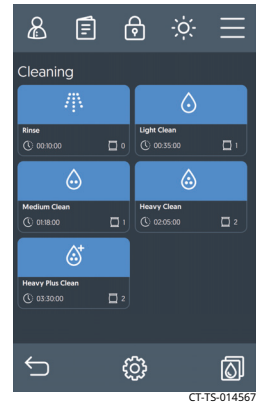 Cleaning
Rinse
00:10:00 0
Light Clean
00:35:00 1
Medium Clean
01:18:00 1
Heavy Clean
02:05:00 2
Heavy Plus Clean
03:30:00 2
CT-TS-014567